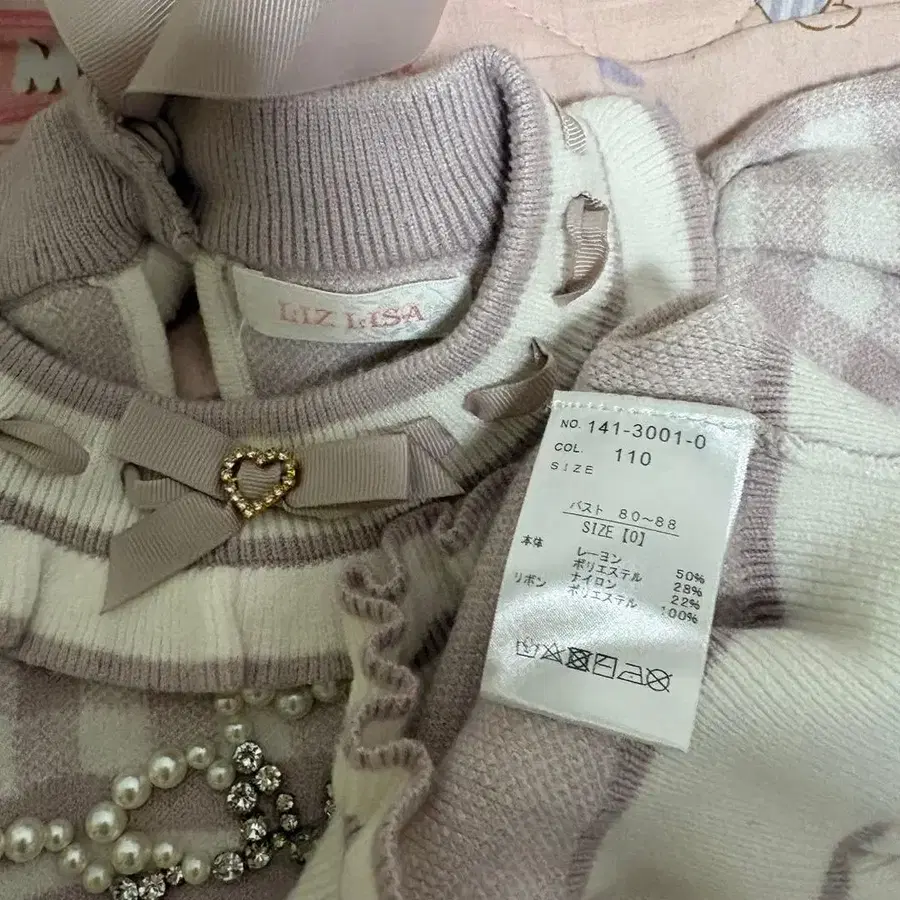 LIZ LISA
NO. 141-3001-0
COL. 110
SIZE
バスト 80~88
SIZE【0】
本体 レーヨン 50%
ポリエステル 28%
ナイロン 22%
リボン ポリエステル 100%